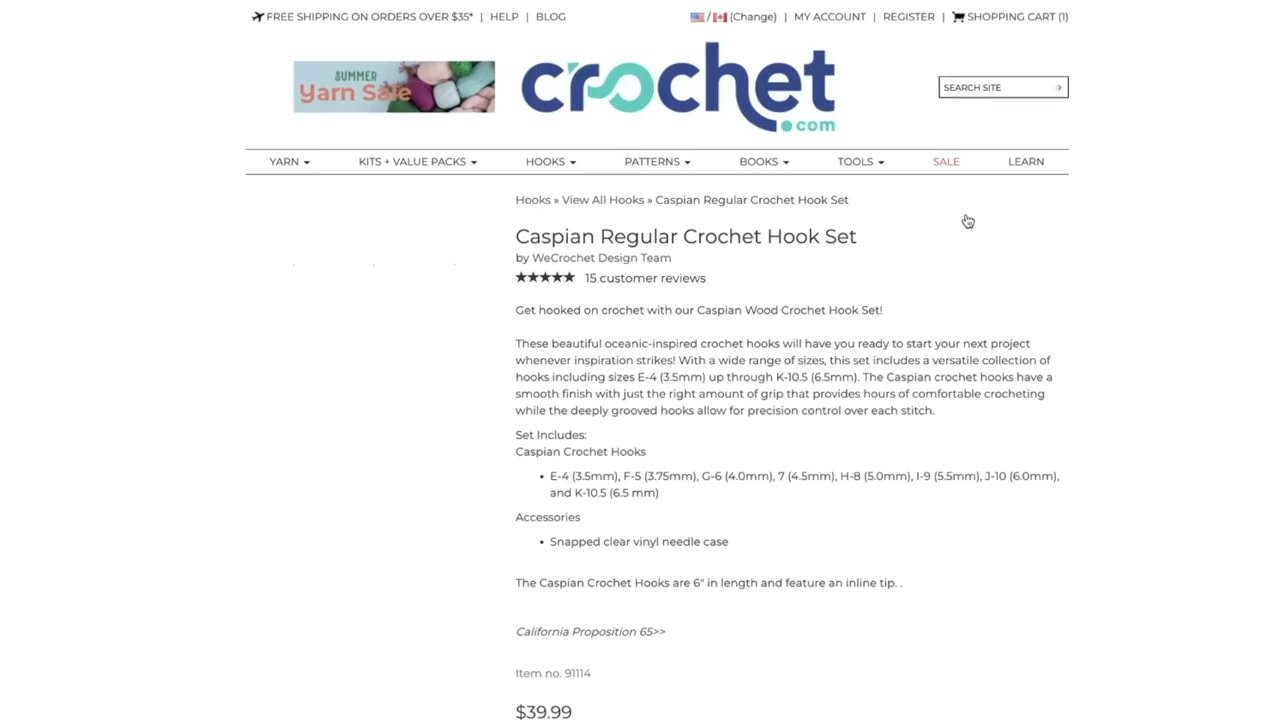 FREE SHIPPING ON ORDERS OVER $35* | HELP | BLOG
/ (Change) | MY ACCOUNT | REGISTER | SHOPPING CART (1)
SUMMER
Yarn Sale
crochet
.com
SEARCH SITE
YARN KITS + VALUE PACKS HOOKS PATTERNS BOOKS TOOLS SALE LEARN
Hooks » View All Hooks » Caspian Regular Crochet Hook Set
Caspian Regular Crochet Hook Set
by WeCrochet Design Team
★★★★★ 15 customer reviews
Get hooked on crochet with our Caspian Wood Crochet Hook Set!
These beautiful oceanic-inspired crochet hooks will have you ready to start your next project
whenever inspiration strikes! With a wide range of sizes, this set includes a versatile collection of
hooks including sizes E-4 (3.5mm) up through K-10.5 (6.5mm). The Caspian crochet hooks have a
smooth finish with just the right amount of grip that provides hours of comfortable crocheting
while the deeply grooved hooks allow for precision control over each stitch.
Set Includes:
Caspian Crochet Hooks
• E-4 (3.5mm), F-5 (3.75mm), G-6 (4.0mm), 7 (4.5mm), H-8 (5.0mm), I-9 (5.5mm), J-10 (6.0mm),
and K-10.5 (6.5 mm)
Accessories
• Snapped clear vinyl needle case
The Caspian Crochet Hooks are 6" in length and feature an inline tip. .
California Proposition 65>>
Item no. 91114
$39.99